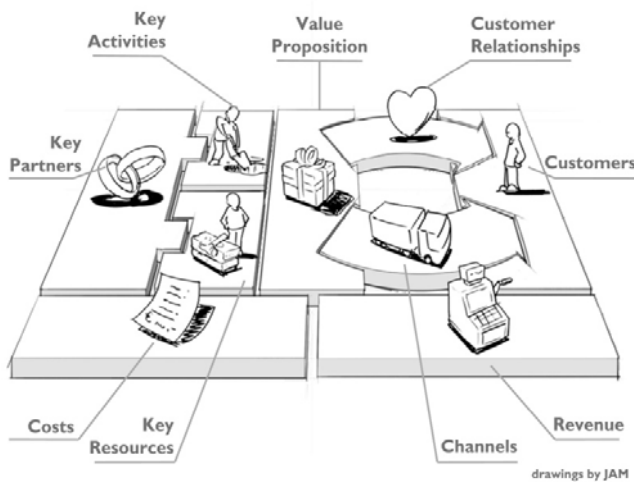 Key
Activities
Value
Proposition
Customer
Relationships
Key
Partners
Customers
Costs
Key
Resources
Channels
Revenue
drawings by JAM